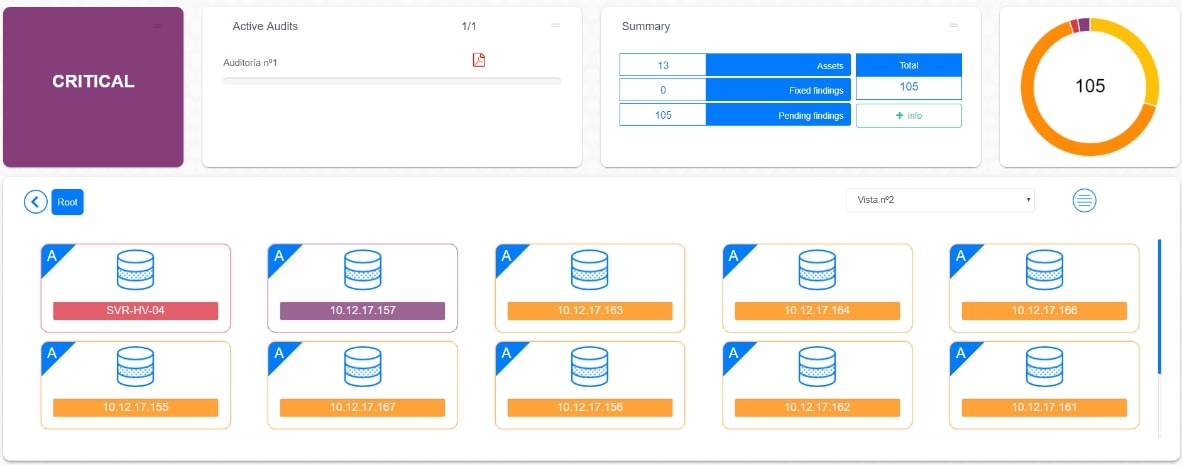 CRITICAL
Active Audits 1/1
Auditoría nº1
Summary
13 Assets
0 Fixed findings
105 Pending findings
Total
105
+ Info
105
Root
Vista nº2
A A A A A
SVR-HV-04 10.12.17.157 10.12.17.163 10.12.17.164 10.12.17.166
A A A A A
10.12.17.155 10.12.17.167 10.12.17.156 10.12.17.162 10.12.17.161